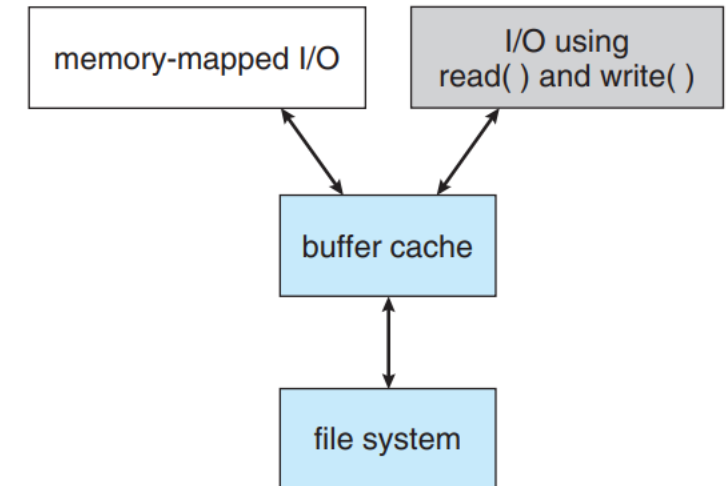 memory-mapped I/O
I/O using
read( ) and write( )
buffer cache
file system